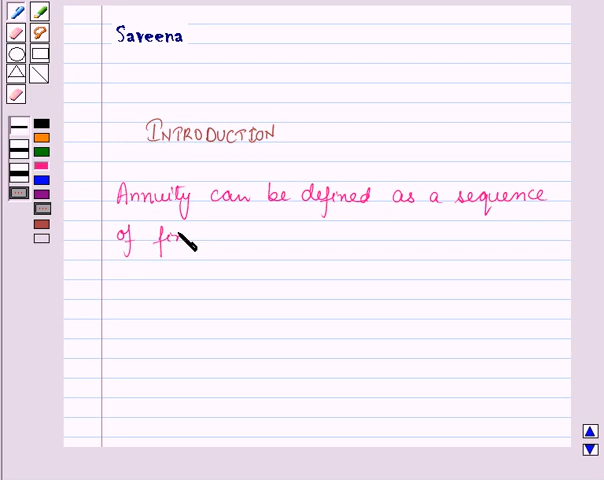 Saveena
INTRODUCTION
Annuity can be defined as a sequence
of